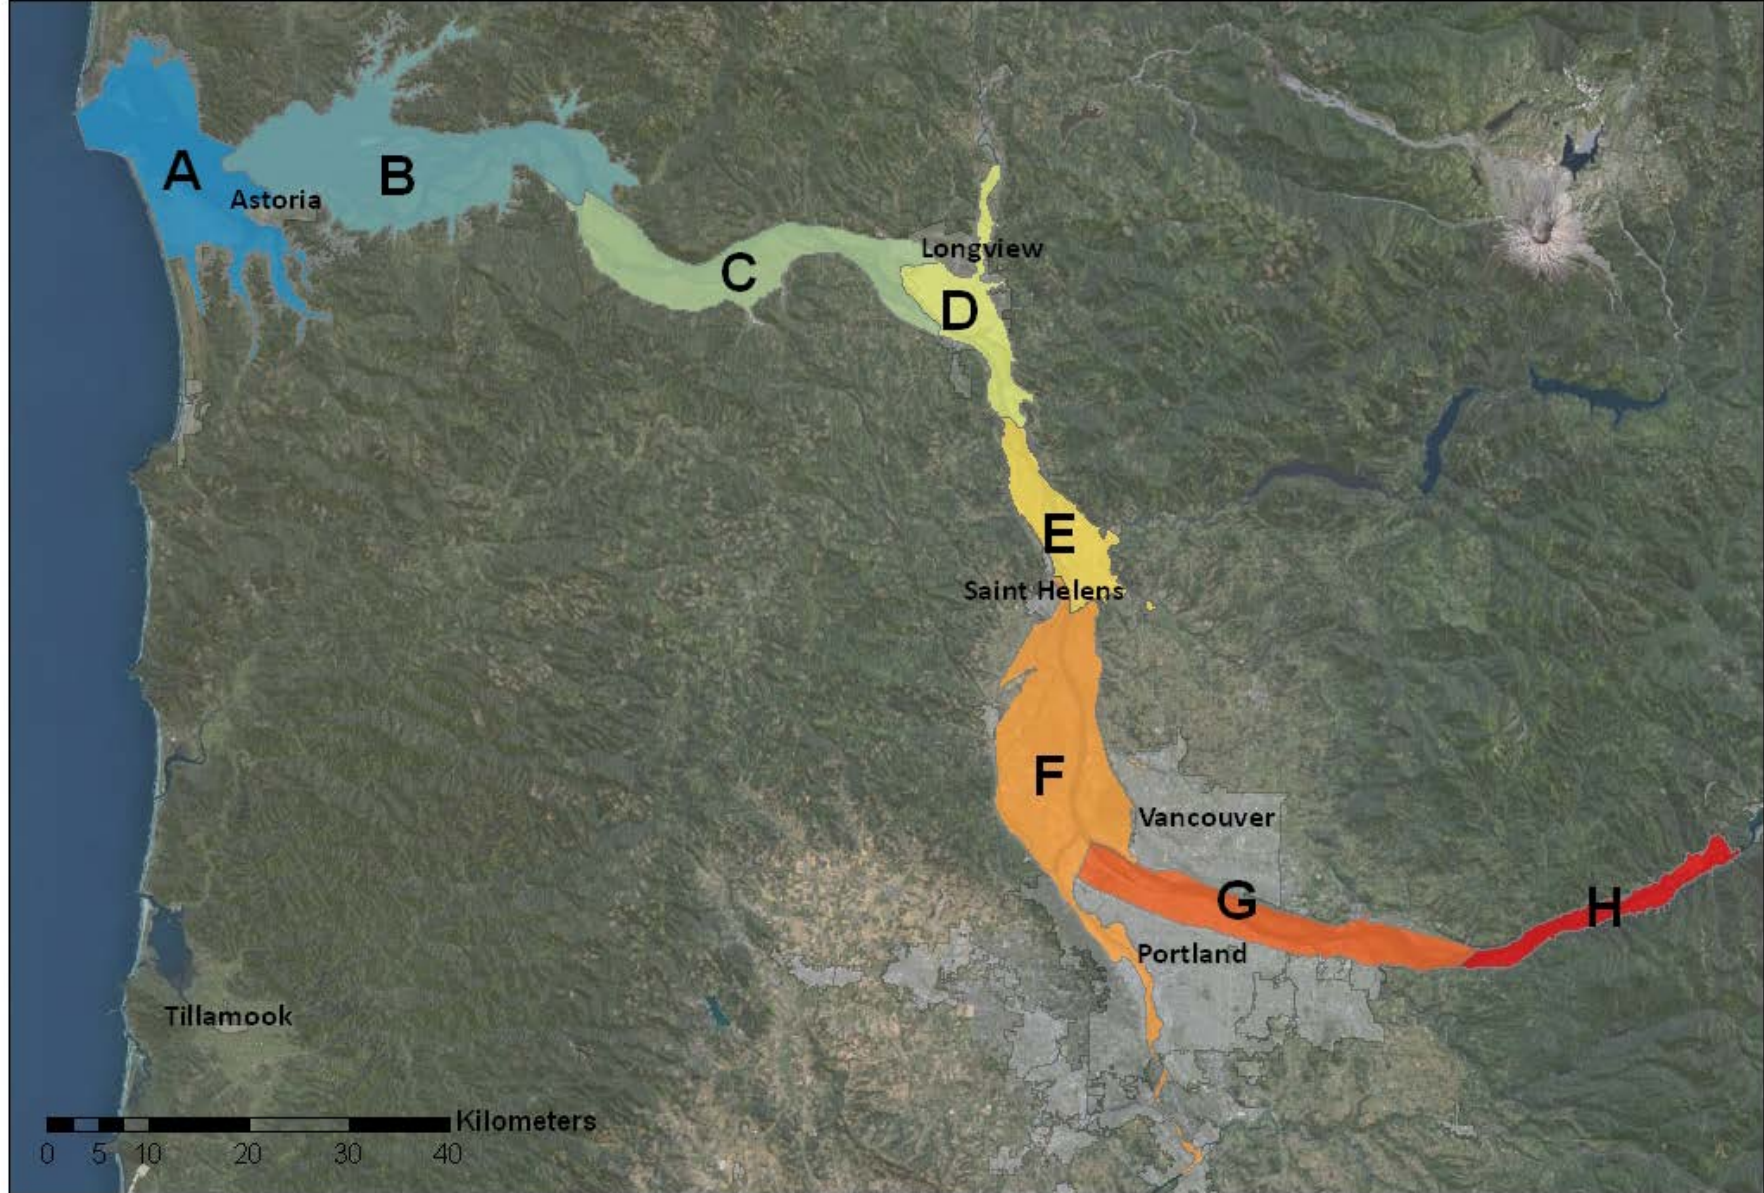 A
B
Astoria
Longview
C
D
E
Saint Helens
F
Vancouver
G
H
Portland
Tillamook
Kilometers
0 5 10 20 30 40